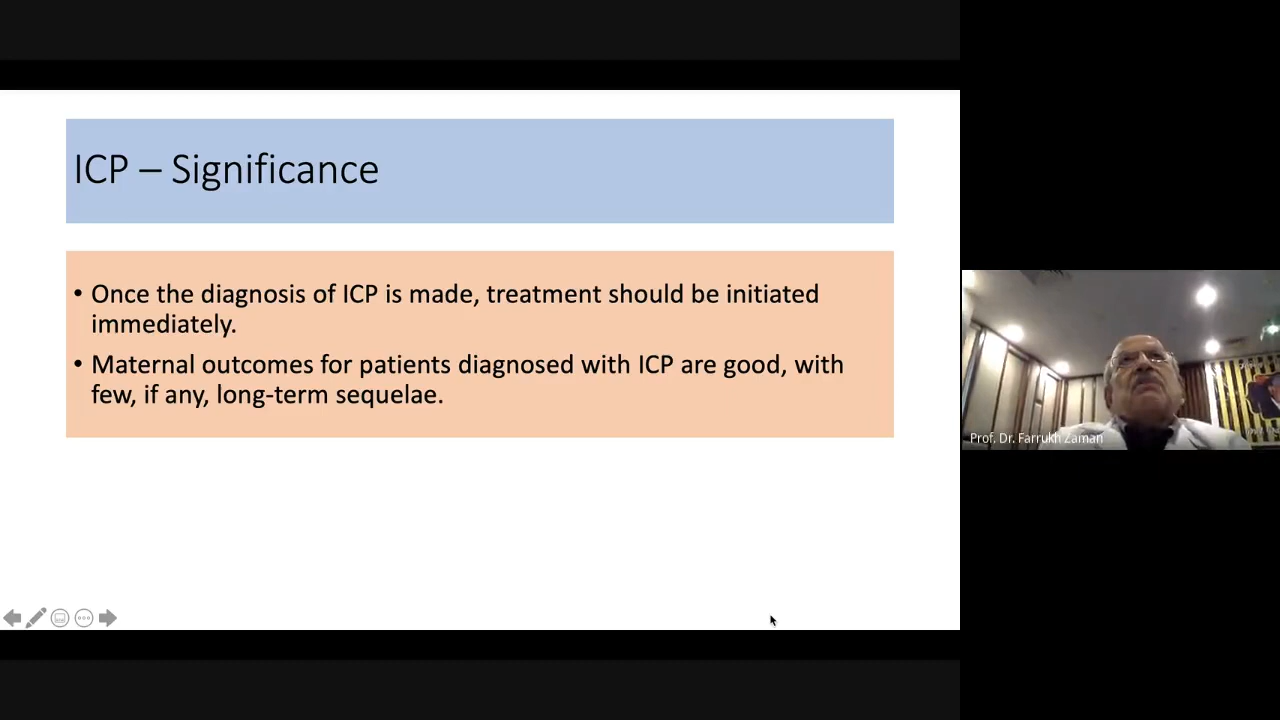 ICP – Significance
• Once the diagnosis of ICP is made, treatment should be initiated
immediately.
• Maternal outcomes for patients diagnosed with ICP are good, with
few, if any, long-term sequelae.
Prof. Dr. Farrukh Zaman